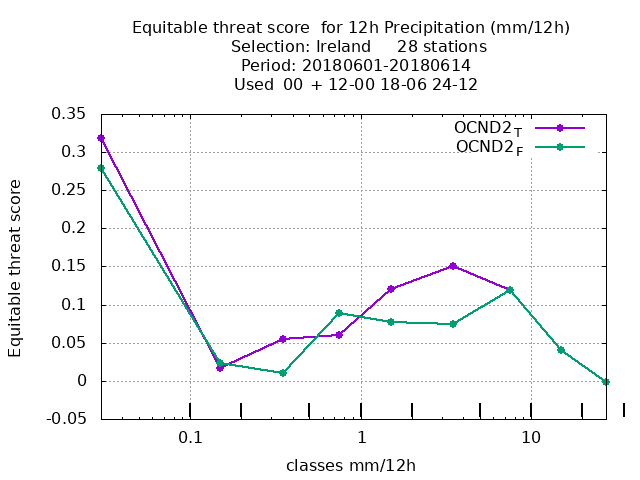 Equitable threat score  for 12h Precipitation (mm/12h)
Selection: Ireland     28 stations
Period: 20180601-20180614
Used  00  + 12-00 18-06 24-12
OCND2T
OCND2F
0.35
0.3
0.25
0.2
0.15
0.1
0.05
0
-0.05
Equitable threat score
0.1
1
10
classes mm/12h